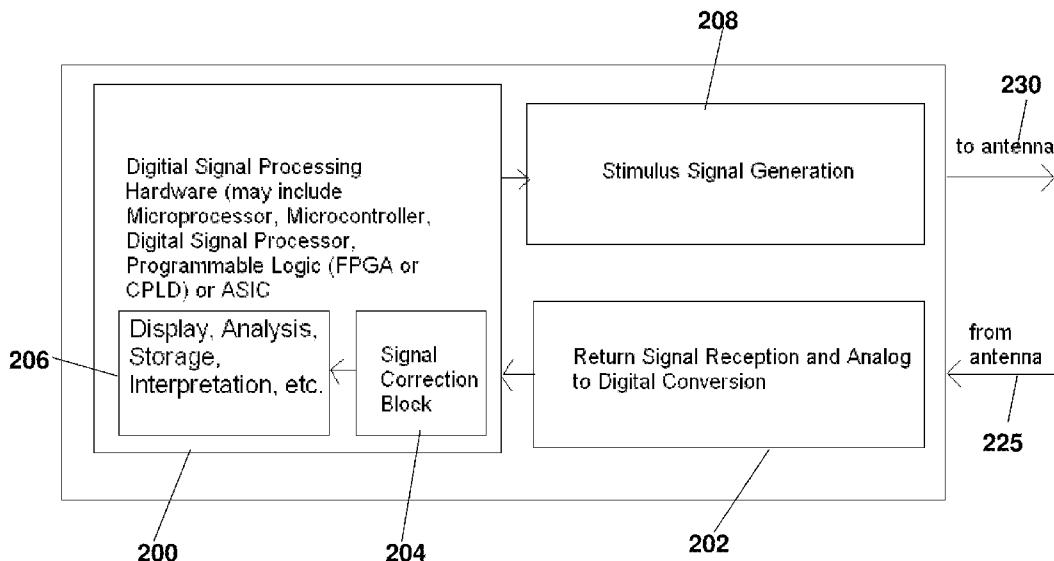 208
230
to antenna
Digitial Signal Processing
Hardware (may include
Microprocessor, Microcontroller,
Digital Signal Processor,
Programmable Logic (FPGA or
CPLD) or ASIC
Stimulus Signal Generation
Display, Analysis,
Storage,
Interpretation, etc.
206
Signal
Correction
Block
Return Signal Reception and Analog
to Digital Conversion
from
antenna
225
200
204
202